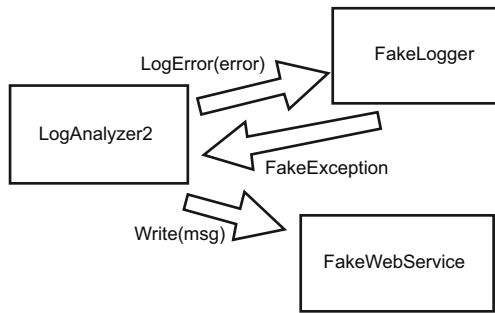 FakeLogger
LogError(error)
LogAnalyzer2
FakeException
Write(msg)
FakeWebService